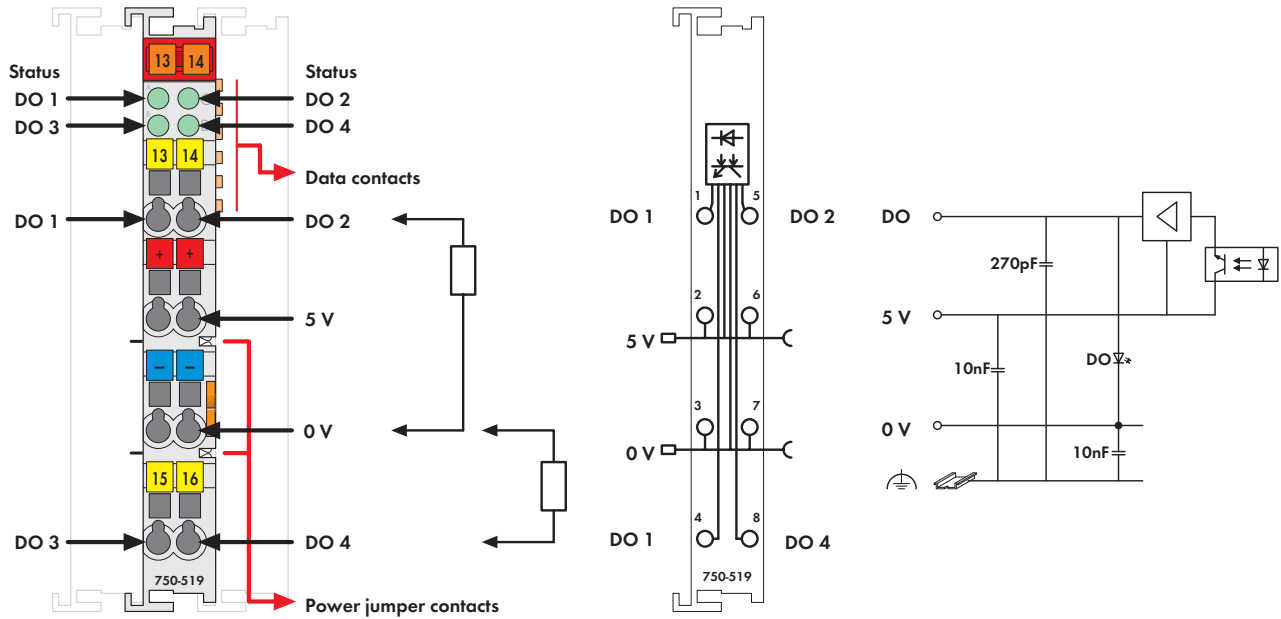 13 14
Status
Status
DO 1
DO 2
DO 3
DO 4
13 14
Data contacts
DO 1
DO 2
+ +
5 V
− −
0 V
15 16
DO 3
DO 4
750-519
Power jumper contacts
1 5
DO 1
DO 2
2 6
5 V
3 7
0 V
4 8
DO 1
DO 4
750-519
DO
270pF
5 V
10nF
DO
0 V
10nF